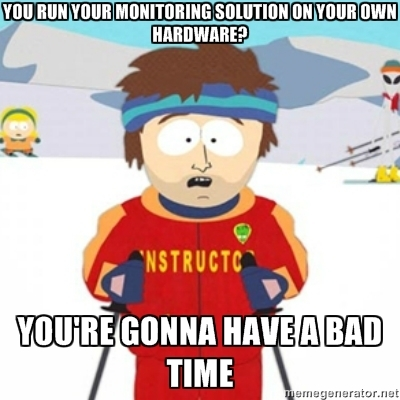 YOU RUN YOUR MONITORING SOLUTION ON YOUR OWN
HARDWARE?
INSTRUCTO
YOU'RE GONNA HAVE A BAD
TIME
memegenerator.net